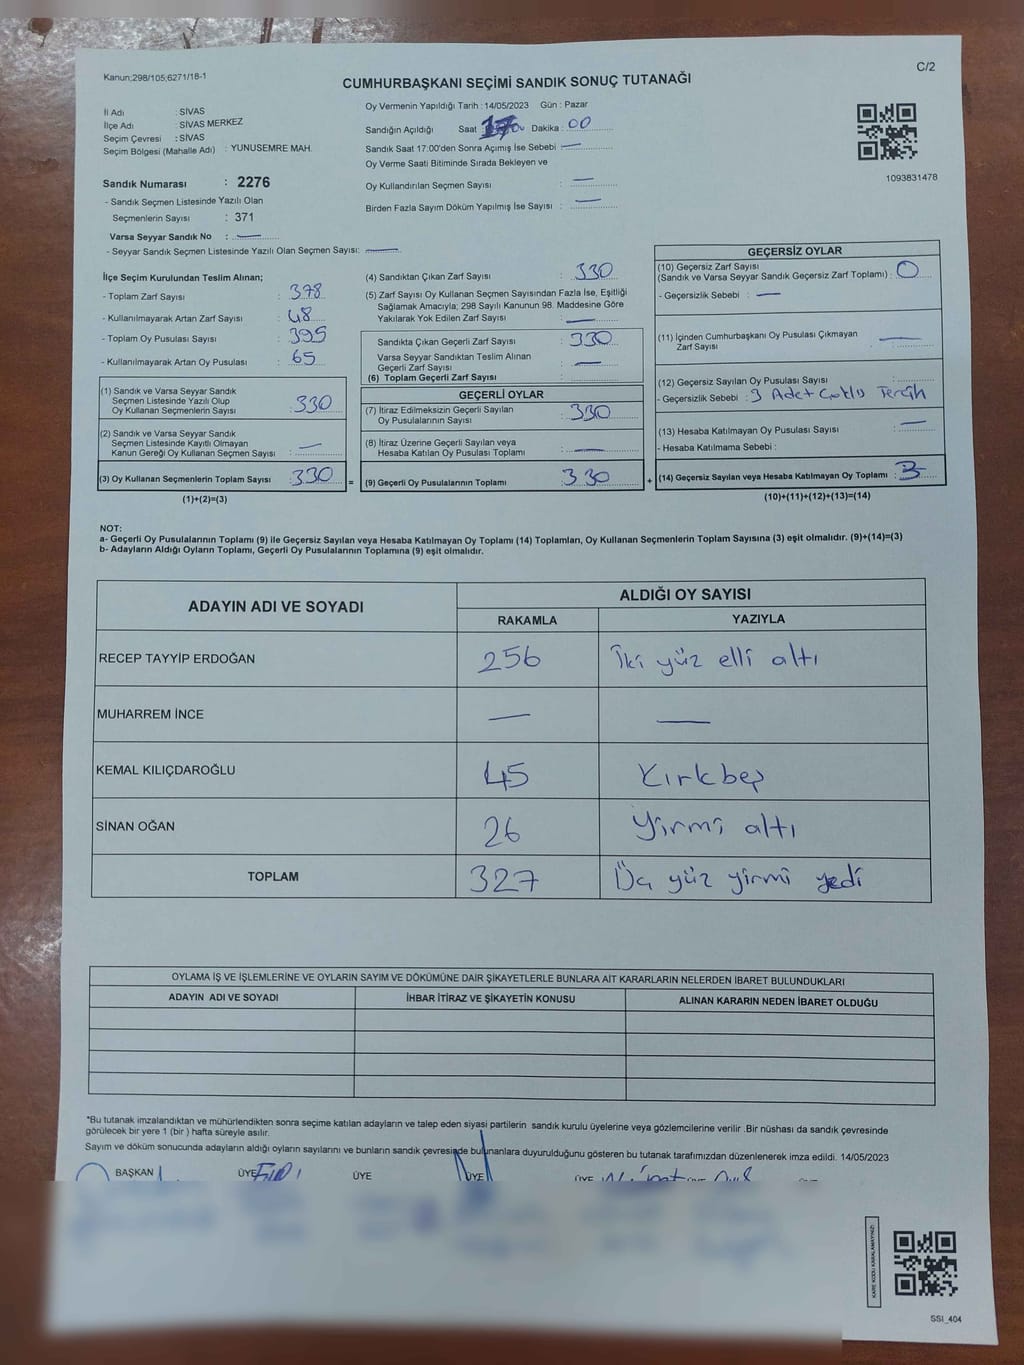 Kanun;298/105;6271/18-1
C/2
CUMHURBAŞKANI SEÇİMİ SANDIK SONUÇ TUTANAĞI
İl Adı : SİVAS
İlçe Adı : SİVAS MERKEZ
Seçim Çevresi : SİVAS
Seçim Bölgesi (Mahalle Adı) : YUNUSEMRE MAH.
Sandık Numarası : 2276
- Sandık Seçmen Listesinde Yazılı Olan
Seçmenlerin Sayısı : 371
Varsa Seyyar Sandık No : —
- Seyyar Sandık Seçmen Listesinde Yazılı Olan Seçmen Sayısı: —
Oy Vermenin Yapıldığı Tarih : 14/05/2023 Gün : Pazar
Sandığın Açıldığı Saat 17 Dakika : 00
Sandık Saat 17:00'den Sonra Açımış İse Sebebi : —
Oy Verme Saati Bitiminde Sırada Bekleyen ve
Oy Kullandırılan Seçmen Sayısı : —
Birden Fazla Sayım Döküm Yapılmış İse Sayısı : —
1093831478
İlçe Seçim Kurulundan Teslim Alınan;
- Toplam Zarf Sayısı : 378
- Kullanılmayarak Artan Zarf Sayısı : 48
- Toplam Oy Pusulası Sayısı : 395
- Kullanılmayarak Artan Oy Pusulası : 65
(1) Sandık ve Varsa Seyyar Sandık
Seçmen Listesinde Yazılı Olup
Oy Kullanan Seçmenlerin Sayısı : 330
(2) Sandık ve Varsa Seyyar Sandık
Seçmen Listesinde Kayıtlı Olmayan
Kanun Gereği Oy Kullanan Seçmen Sayısı : —
(3) Oy Kullanan Seçmenlerin Toplam Sayısı : 330 =
(1)+(2)=(3)
(4) Sandıktan Çıkan Zarf Sayısı : 330
(5) Zarf Sayısı Oy Kullanan Seçmen Sayısından Fazla İse, Eşitliği
Sağlamak Amacıyla; 298 Sayılı Kanunun 98. Maddesine Göre
Yakılarak Yok Edilen Zarf Sayısı : —
Sandıkta Çıkan Geçerli Zarf Sayısı : 330
Varsa Seyyar Sandıktan Teslim Alınan
Geçerli Zarf Sayısı : —
(6) Toplam Geçerli Zarf Sayısı :
GEÇERLİ OYLAR
(7) İtiraz Edilmeksizin Geçerli Sayılan
Oy Pusulalarının Sayısı : 330
(8) İtiraz Üzerine Geçerli Sayılan veya
Hesaba Katılan Oy Pusulası Toplamı : —
(9) Geçerli Oy Pusulalarının Toplamı : 330 +
GEÇERSİZ OYLAR
(10) Geçersiz Zarf Sayısı
(Sandık ve Varsa Seyyar Sandık Geçersiz Zarf Toplamı) : 0
- Geçersizlik Sebebi : —
(11) İçinden Cumhurbaşkanı Oy Pusulası Çıkmayan
Zarf Sayısı : —
(12) Geçersiz Sayılan Oy Pusulası Sayısı :
- Geçersizlik Sebebi : 3 Adet Çoklu Tercih
(13) Hesaba Katılmayan Oy Pusulası Sayısı : —
- Hesaba Katılmama Sebebi :
(14) Geçersiz Sayılan veya Hesaba Katılmayan Oy Toplamı : 3
(10)+(11)+(12)+(13)=(14)
NOT:
a- Geçerli Oy Pusulalarının Toplamı (9) ile Geçersiz Sayılan veya Hesaba Katılmayan Oy Toplamı (14) Toplamları, Oy Kullanan Seçmenlerin Toplam Sayısına (3) eşit olmalıdır. (9)+(14)=(3)
b- Adayların Aldığı Oyların Toplamı, Geçerli Oy Pusulalarının Toplamına (9) eşit olmalıdır.
ADAYIN ADI VE SOYADI ALDIĞI OY SAYISI
RAKAMLA YAZIYLA
RECEP TAYYİP ERDOĞAN 256 İki yüz elli altı
MUHARREM İNCE — —
KEMAL KILIÇDAROĞLU 45 Kırkbeş
SİNAN OĞAN 26 Yirmi altı
TOPLAM 327 Üç yüz yirmi yedi
OYLAMA İŞ VE İŞLEMLERİNE VE OYLARIN SAYIM VE DÖKÜMÜNE DAİR ŞİKAYETLERLE BUNLARA AİT KARARLARIN NELERDEN İBARET BULUNDUKLARI
ADAYIN ADI VE SOYADI İHBAR İTİRAZ VE ŞİKAYETİN KONUSU ALINAN KARARIN NEDEN İBARET OLDUĞU
*Bu tutanak imzalandıktan ve mühürlendikten sonra seçime katılan adayların ve talep eden siyasi partilerin sandık kurulu üyelerine veya gözlemcilerine verilir .Bir nüshası da sandık çevresinde
görülecek bir yere 1 (bir ) hafta süreyle asılır.
Sayım ve döküm sonucunda adayların aldığı oyların sayılarını ve bunların sandık çevresinde bulunanlara duyurulduğunu gösteren bu tutanak tarafımızdan düzenlenerek imza edildi. 14/05/2023
BAŞKAN ÜYE ÜYE ÜYE ÜYE ÜYE
KARE KODU KARALAMAYINIZ!
SSI_404